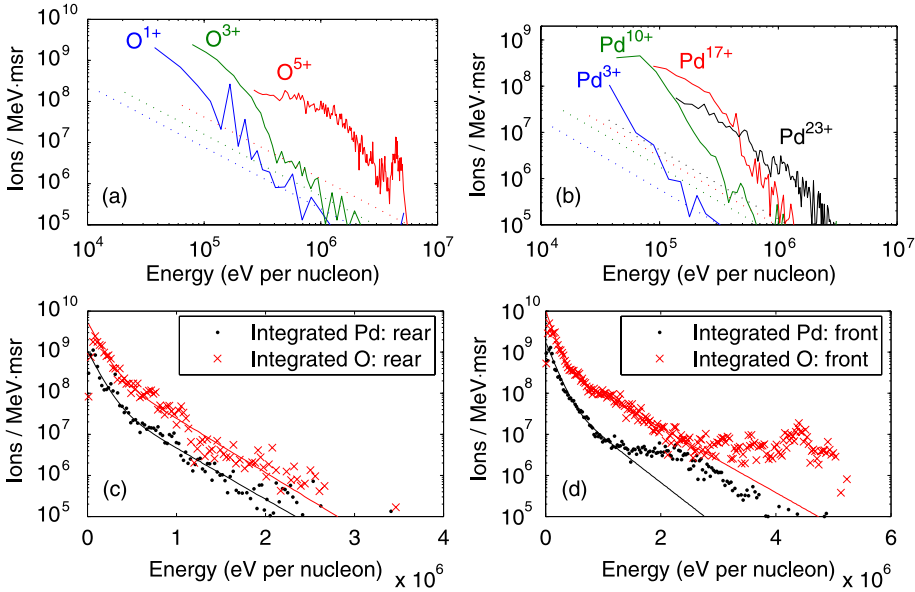 10^10
10^9
10^8
10^7
10^6
10^5
Ions / MeV·msr
O^1+
O^3+
O^5+
(a)
10^4 10^5 10^6 10^7
Energy (eV per nucleon)
10^9
10^8
10^7
10^6
10^5
Ions / MeV·msr
Pd^3+
Pd^10+
Pd^17+
Pd^23+
(b)
10^4 10^5 10^6 10^7
Energy (eV per nucleon)
10^10
10^9
10^8
10^7
10^6
10^5
Ions / MeV·msr
Integrated Pd: rear
Integrated O: rear
(c)
0 1 2 3 4
Energy (eV per nucleon)
x 10^6
10^10
10^9
10^8
10^7
10^6
10^5
Ions / MeV·msr
Integrated Pd: front
Integrated O: front
(d)
0 2 4 6
Energy (eV per nucleon)
x 10^6